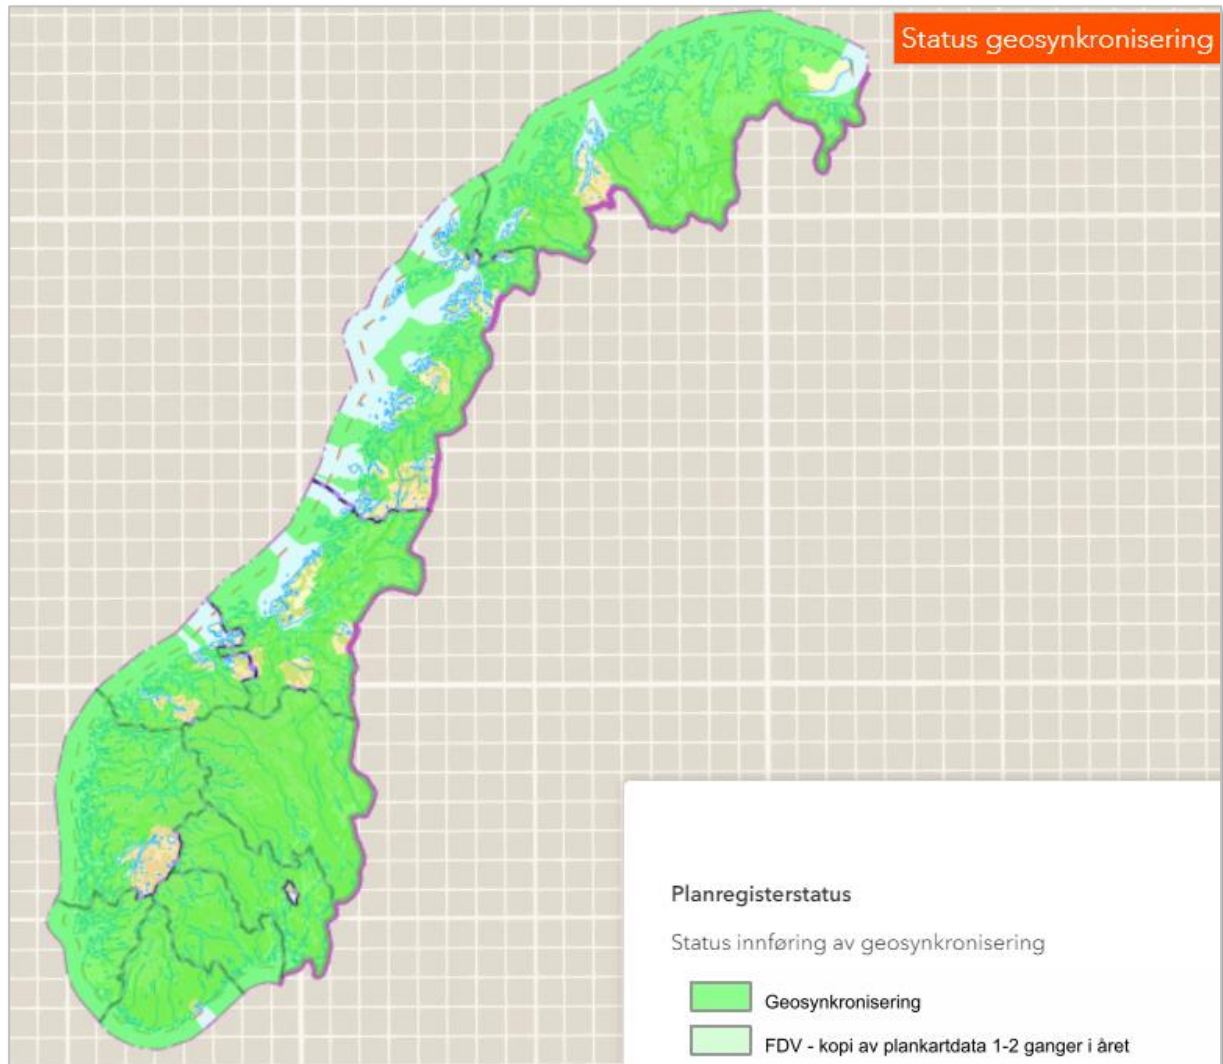 Status geosynkronisering
Planregisterstatus
Status innføring av geosynkronisering
Geosynkronisering
FDV - kopi av plankartdata 1-2 ganger i året